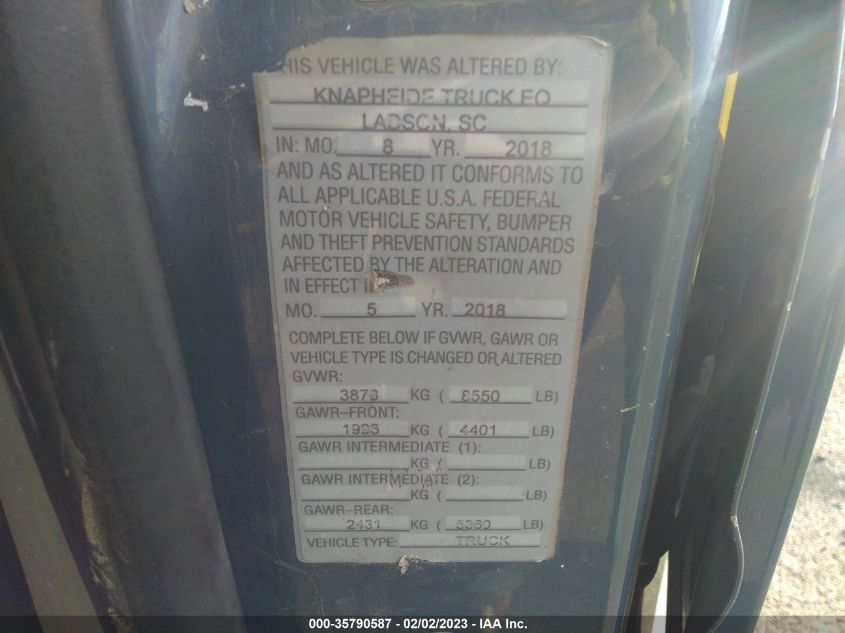 HIS VEHICLE WAS ALTERED BY:
KNAPHEIDE TRUCK EQ
LADSON, SC
IN: MO. 8 YR. 2018
AND AS ALTERED IT CONFORMS TO
ALL APPLICABLE U.S.A. FEDERAL
MOTOR VEHICLE SAFETY, BUMPER
AND THEFT PREVENTION STANDARDS
AFFECTED BY THE ALTERATION AND
IN EFFECT I
MO. 5 YR. 2018
COMPLETE BELOW IF GVWR, GAWR OR
VEHICLE TYPE IS CHANGED OR ALTERED
GVWR:
3878 KG ( 8550 LB)
GAWR-FRONT:
1996 KG ( 4401 LB)
GAWR INTERMEDIATE (1):
KG ( LB)
GAWR INTERMEDIATE (2):
KG ( LB)
GAWR-REAR:
2431 KG ( 5360 LB)
VEHICLE TYPE: TRUCK
000-35790587 - 02/02/2023 - IAA Inc.